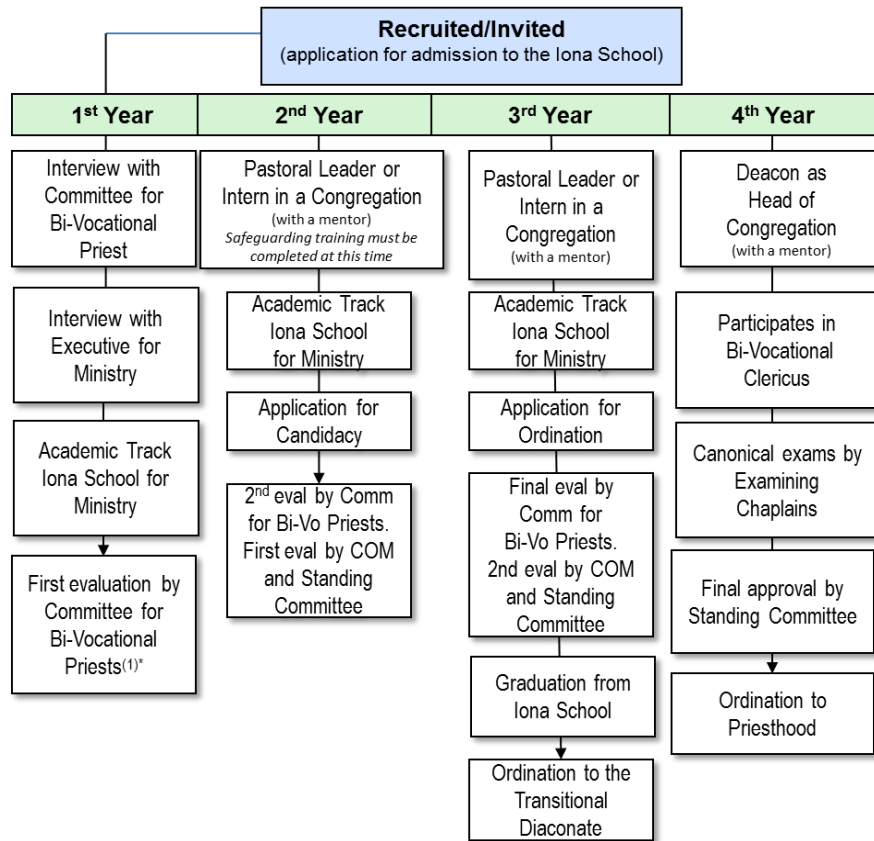 Recruited/Invited
(application for admission to the Iona School)
1st Year
2nd Year
3rd Year
4th Year
Interview with
Committee for
Bi-Vocational
Priest
Interview with
Executive for
Ministry
Academic Track
Iona School for
Ministry
First evaluation by
Committee for
Bi-Vocational
Priests(1)*
Pastoral Leader or
Intern in a Congregation
(with a mentor)
Safeguarding training must be
completed at this time
Academic Track
Iona School
for Ministry
Application for
Candidacy
2nd eval by Comm
for Bi-Vo Priests.
First eval by COM
and Standing
Committee
Pastoral Leader or
Intern in a
Congregation
(with a mentor)
Academic Track
Iona School
for Ministry
Application for
Ordination
Final eval by
Comm for
Bi-Vo Priests.
2nd eval by COM
and Standing
Committee
Graduation from
Iona School
Ordination to the
Transitional
Diaconate
Deacon as
Head of
Congregation
(with a mentor)
Participates in
Bi-Vocational
Clericus
Canonical exams by
Examining
Chaplains
Final approval by
Standing Committee
Ordination to
Priesthood